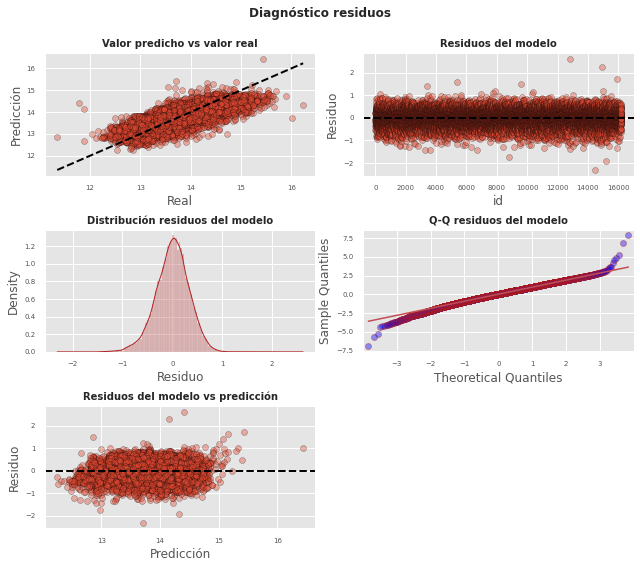 Diagnóstico residuos
Valor predicho vs valor real
Predicción
16
15
14
13
12
12 13 14 15 16
Real
Residuos del modelo
Residuo
2
1
0
−1
−2
0 2000 4000 6000 8000 10000 12000 14000 16000
id
Distribución residuos del modelo
Density
1.2
1.0
0.8
0.6
0.4
0.2
0.0
−2 −1 0 1 2
Residuo
Q-Q residuos del modelo
Sample Quantiles
7.5
5.0
2.5
0.0
−2.5
−5.0
−7.5
−3 −2 −1 0 1 2 3
Theoretical Quantiles
Residuos del modelo vs predicción
Residuo
2
1
0
−1
−2
13 14 15 16
Predicción